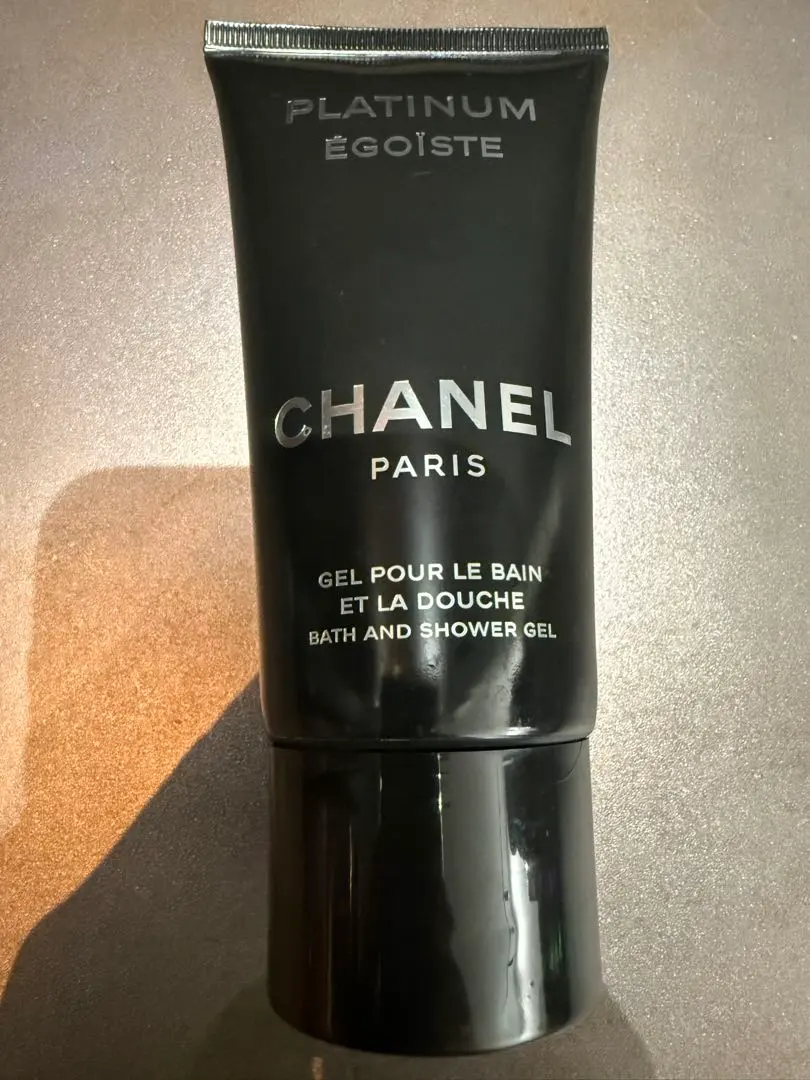 PLATINUM
ÉGOÏSTE
CHANEL
PARIS
GEL POUR LE BAIN
ET LA DOUCHE
BATH AND SHOWER GEL